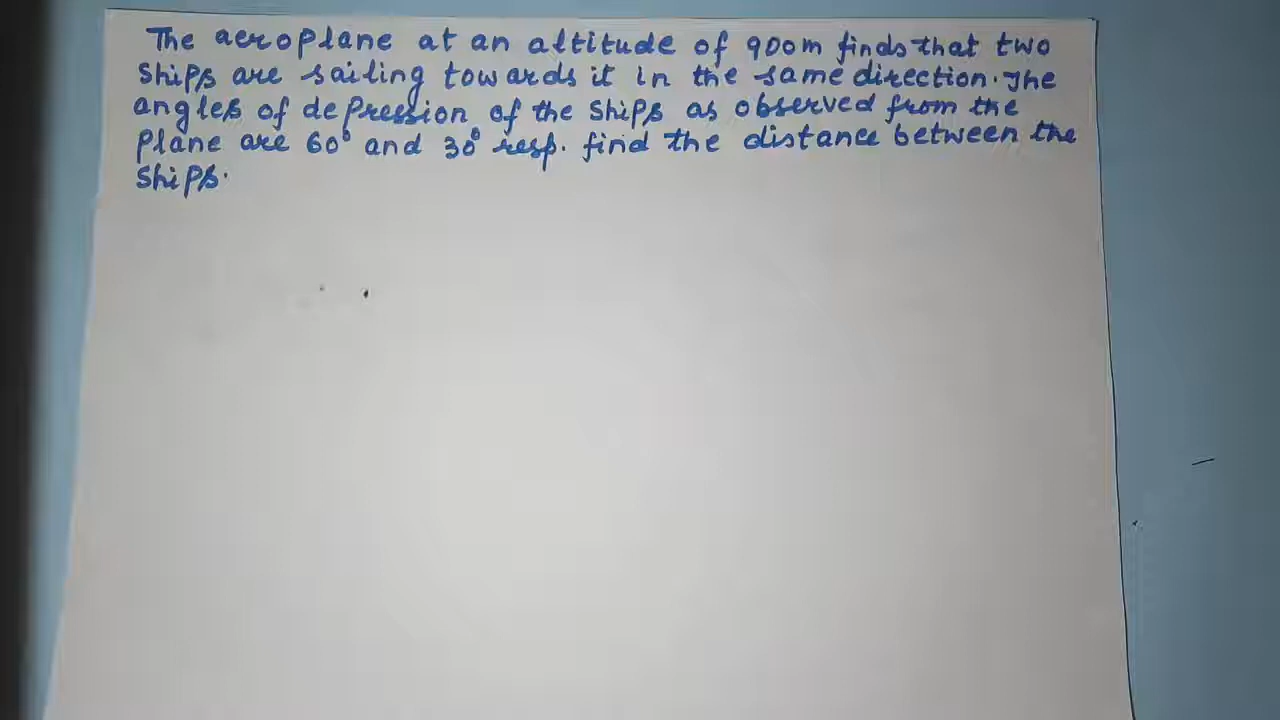 The aeroplane at an altitude of 900m finds that two
ships are sailing towards it in the same direction. The
angles of depression of the ships as observed from the
plane are 60° and 30° resp. find the distance between the
ships.